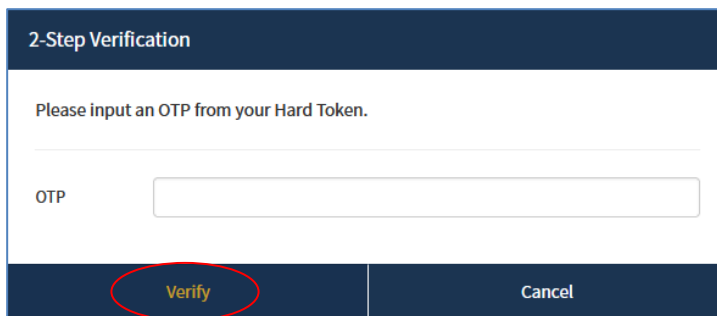 2-Step Verification
Please input an OTP from your Hard Token.
OTP
Verify Cancel